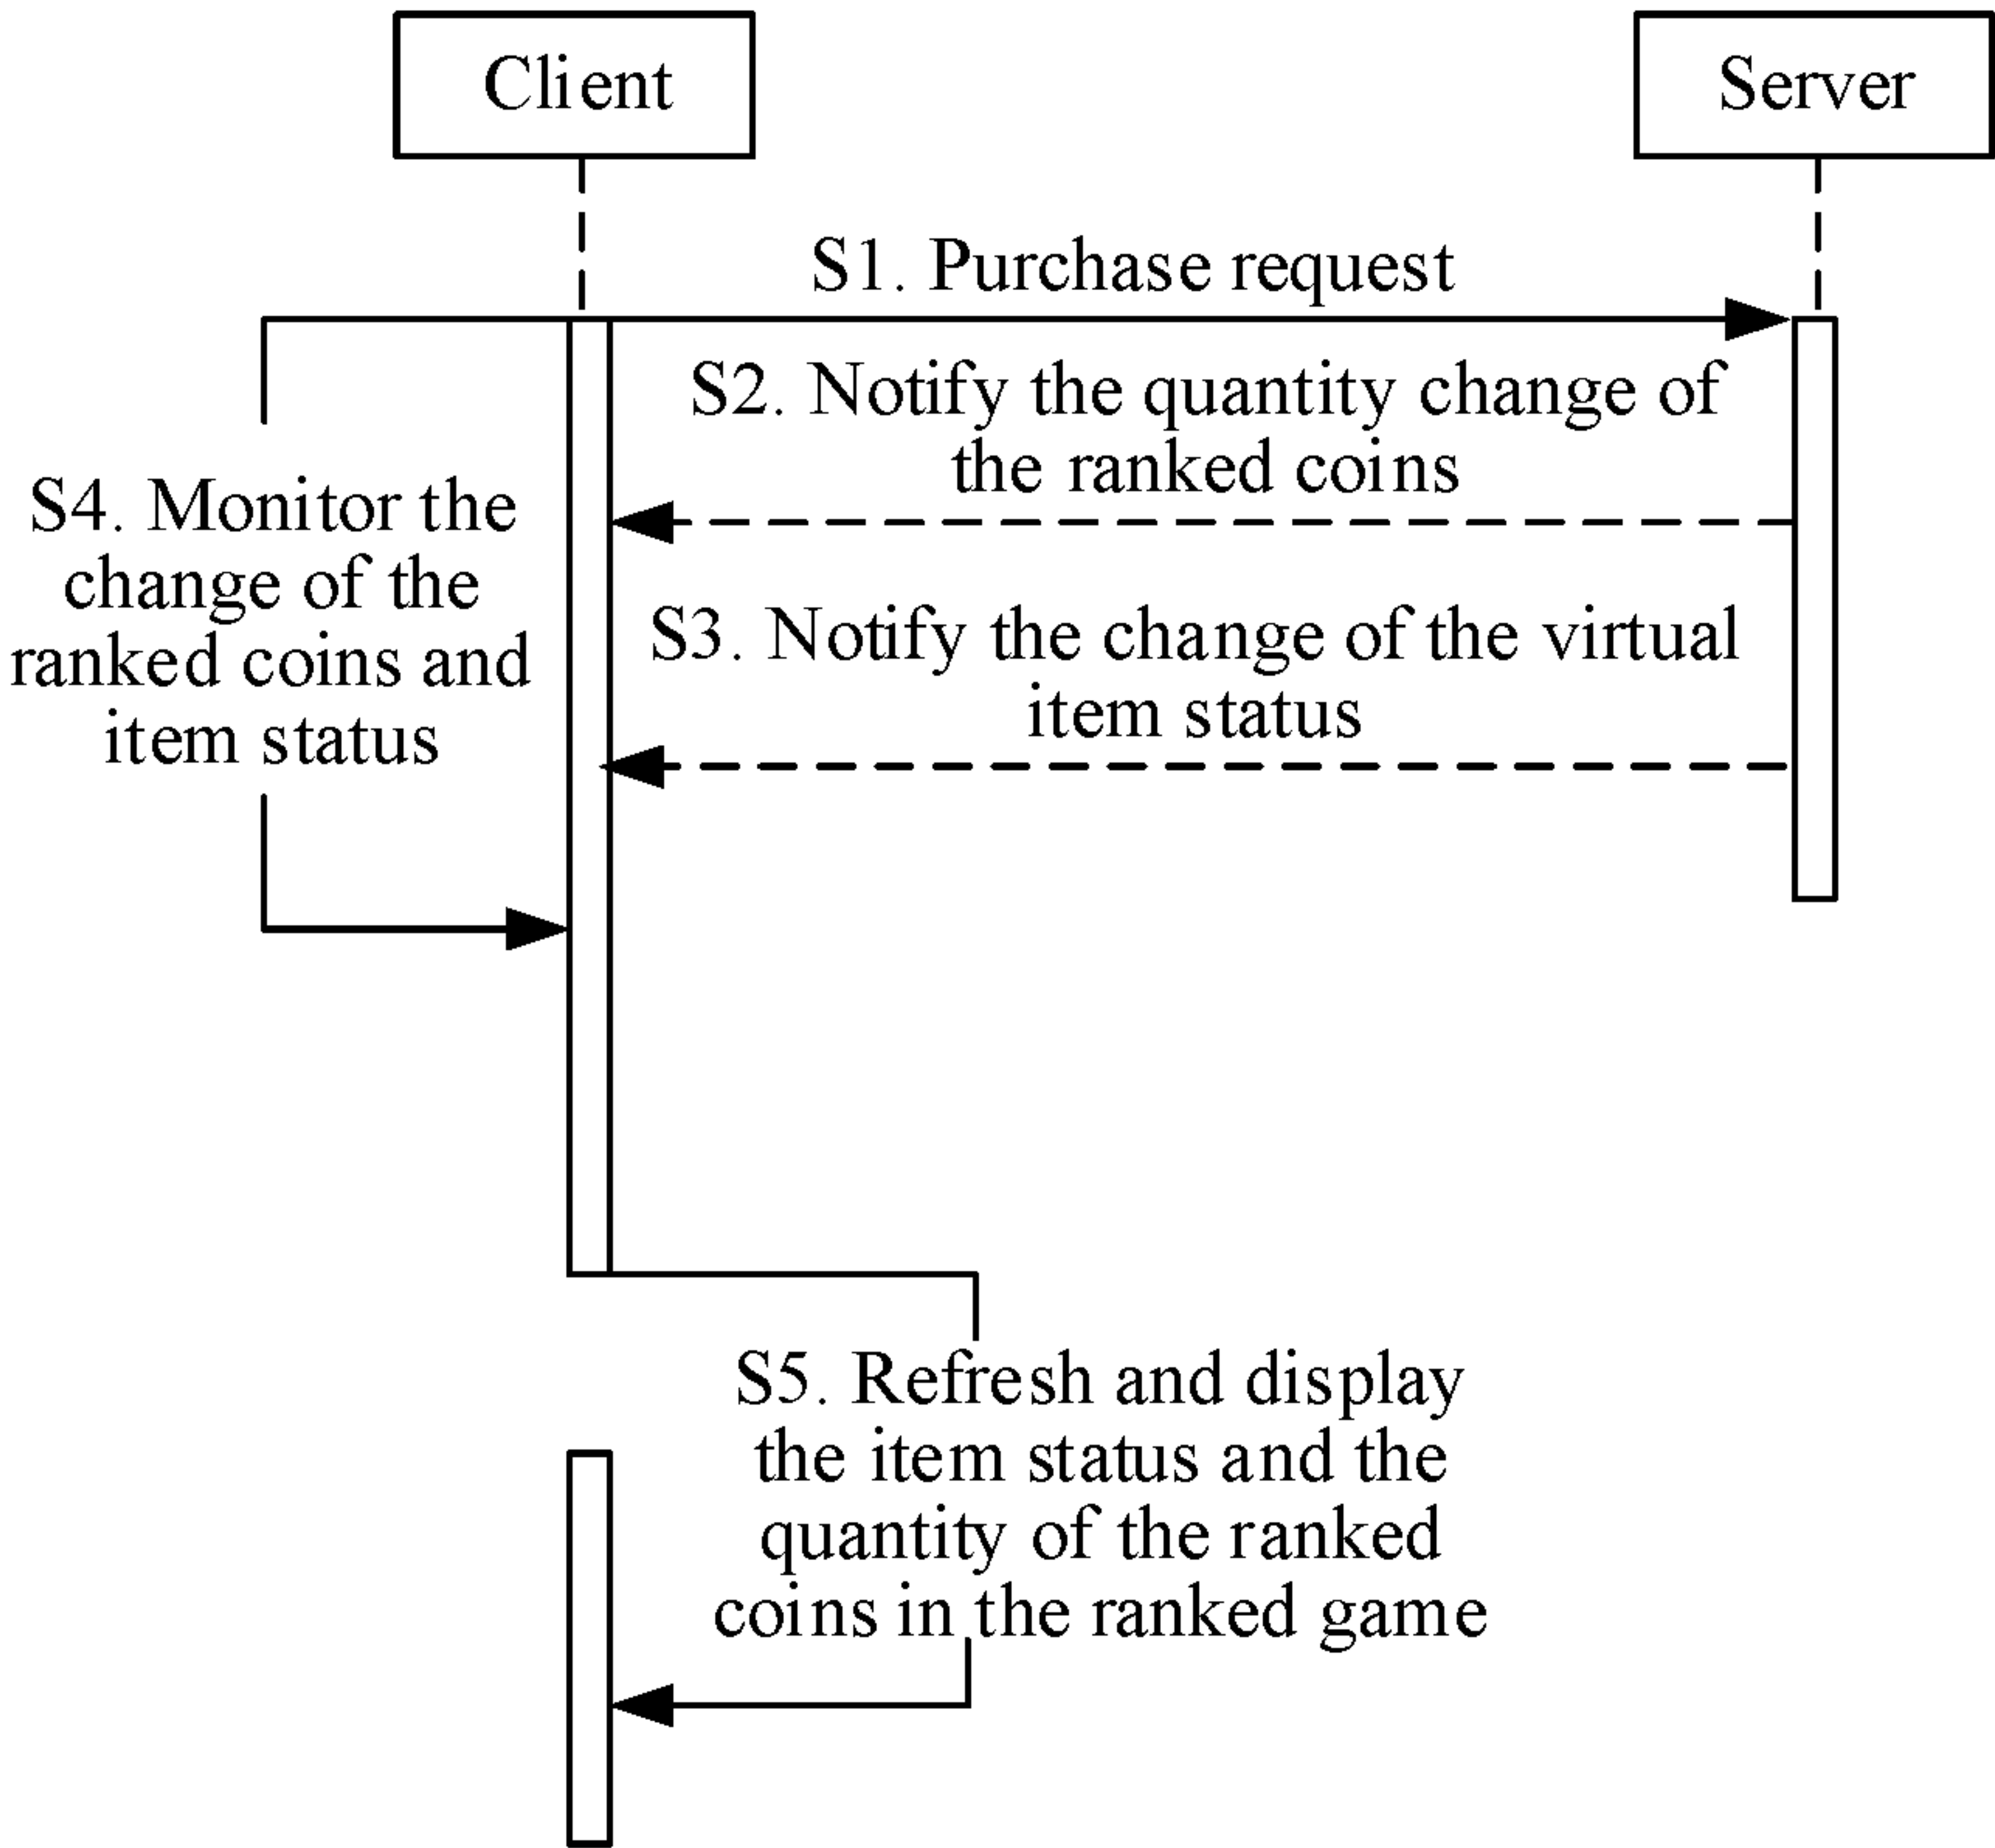 Client
Server
S1. Purchase request
S2. Notify the quantity change of
the ranked coins
S4. Monitor the
change of the
ranked coins and
item status
S3. Notify the change of the virtual
item status
S5. Refresh and display
the item status and the
quantity of the ranked
coins in the ranked game